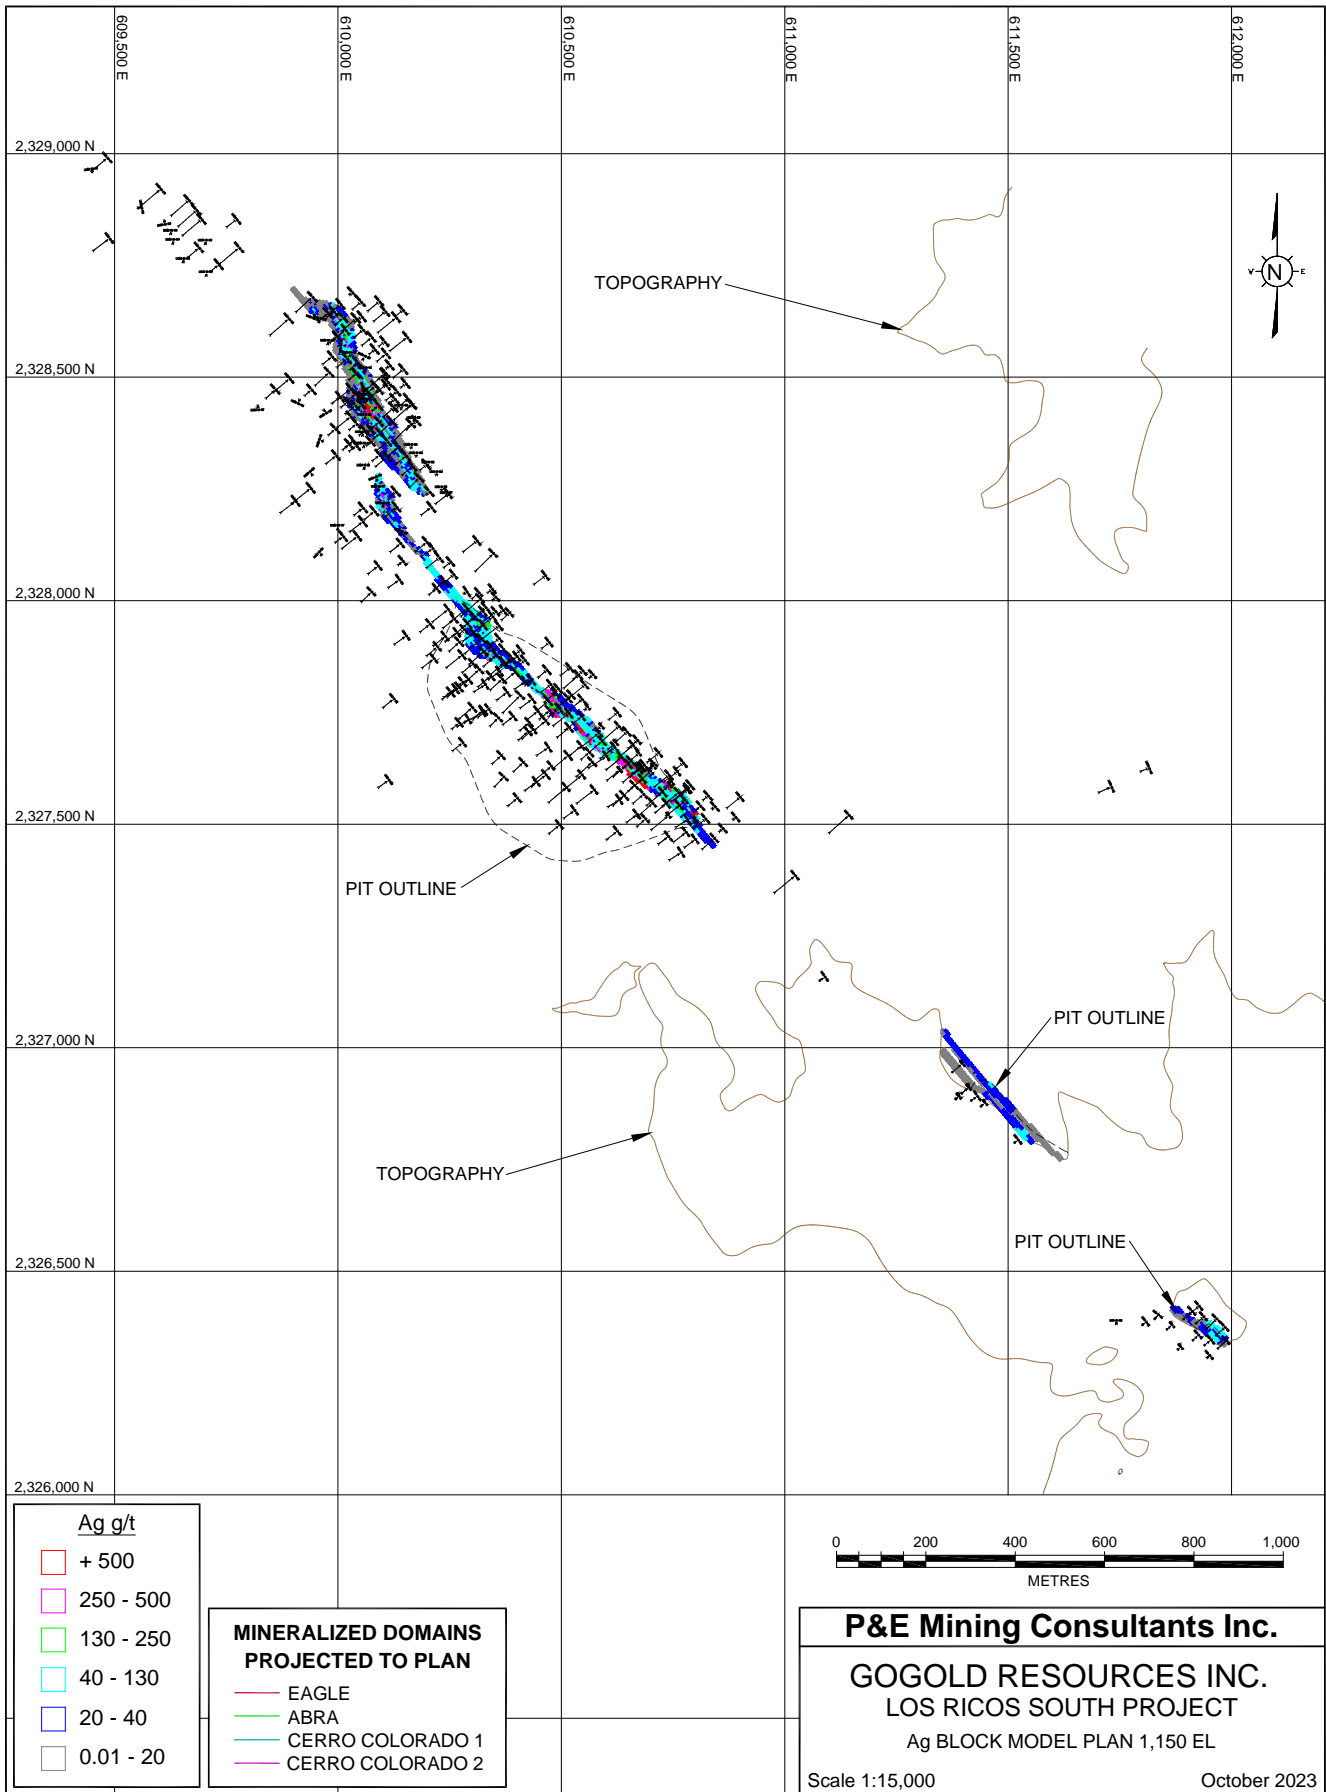 609,500 E
610,000 E
610,500 E
611,000 E
611,500 E
612,000 E
2,329,000 N
W N E
TOPOGRAPHY
2,328,500 N
2,328,000 N
2,327,500 N
PIT OUTLINE
PIT OUTLINE
2,327,000 N
TOPOGRAPHY
PIT OUTLINE
2,326,500 N
2,326,000 N
Ag g/t
+ 500
250 - 500
130 - 250
40 - 130
20 - 40
0.01 - 20
MINERALIZED DOMAINS
PROJECTED TO PLAN
EAGLE
ABRA
CERRO COLORADO 1
CERRO COLORADO 2
0 200 400 600 800 1,000
METRES
P&E Mining Consultants Inc.
GOGOLD RESOURCES INC.
LOS RICOS SOUTH PROJECT
Ag BLOCK MODEL PLAN 1,150 EL
Scale 1:15,000 October 2023